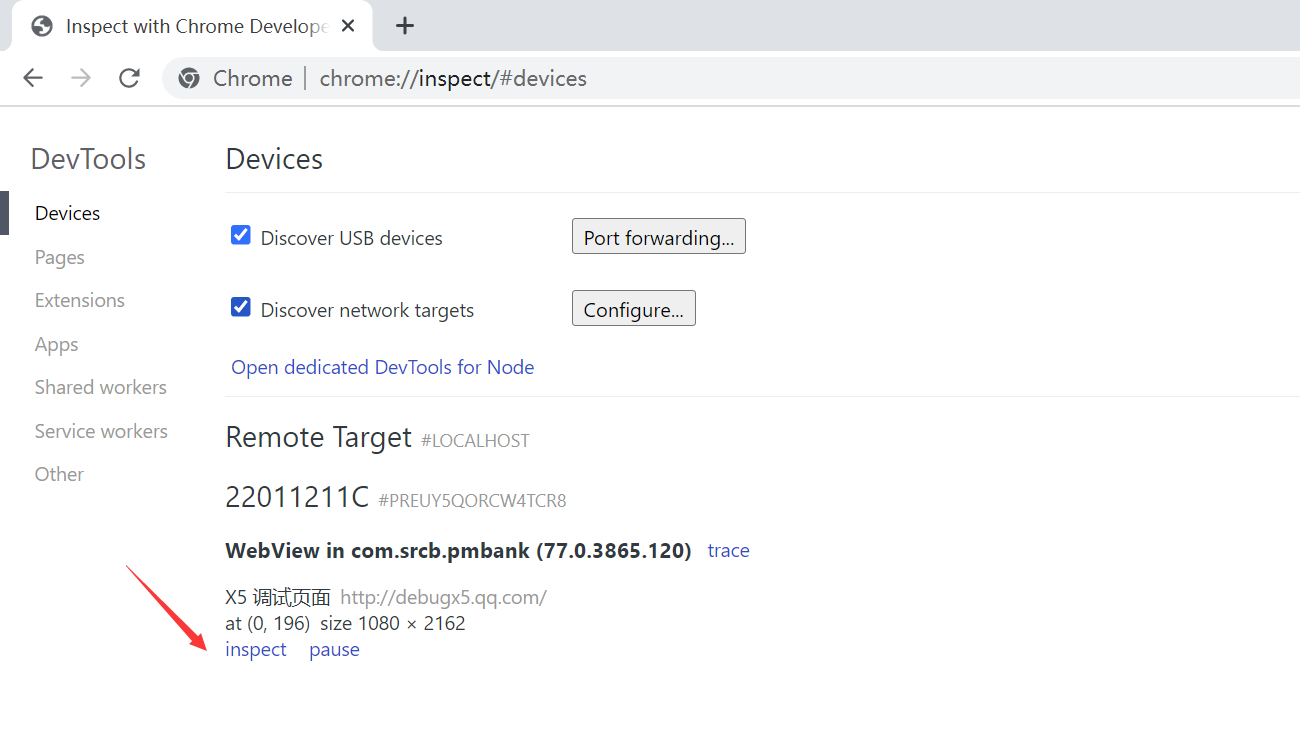 Inspect with Chrome Develope
Chrome | chrome://inspect/#devices
DevTools
Devices
Pages
Extensions
Apps
Shared workers
Service workers
Other
Devices
Discover USB devices Port forwarding...
Discover network targets Configure...
Open dedicated DevTools for Node
Remote Target #LOCALHOST
22011211C #PREUY5QORCW4TCR8
WebView in com.srcb.pmbank (77.0.3865.120) trace
X5 调试页面 http://debugx5.qq.com/
at (0, 196) size 1080 × 2162
inspect pause